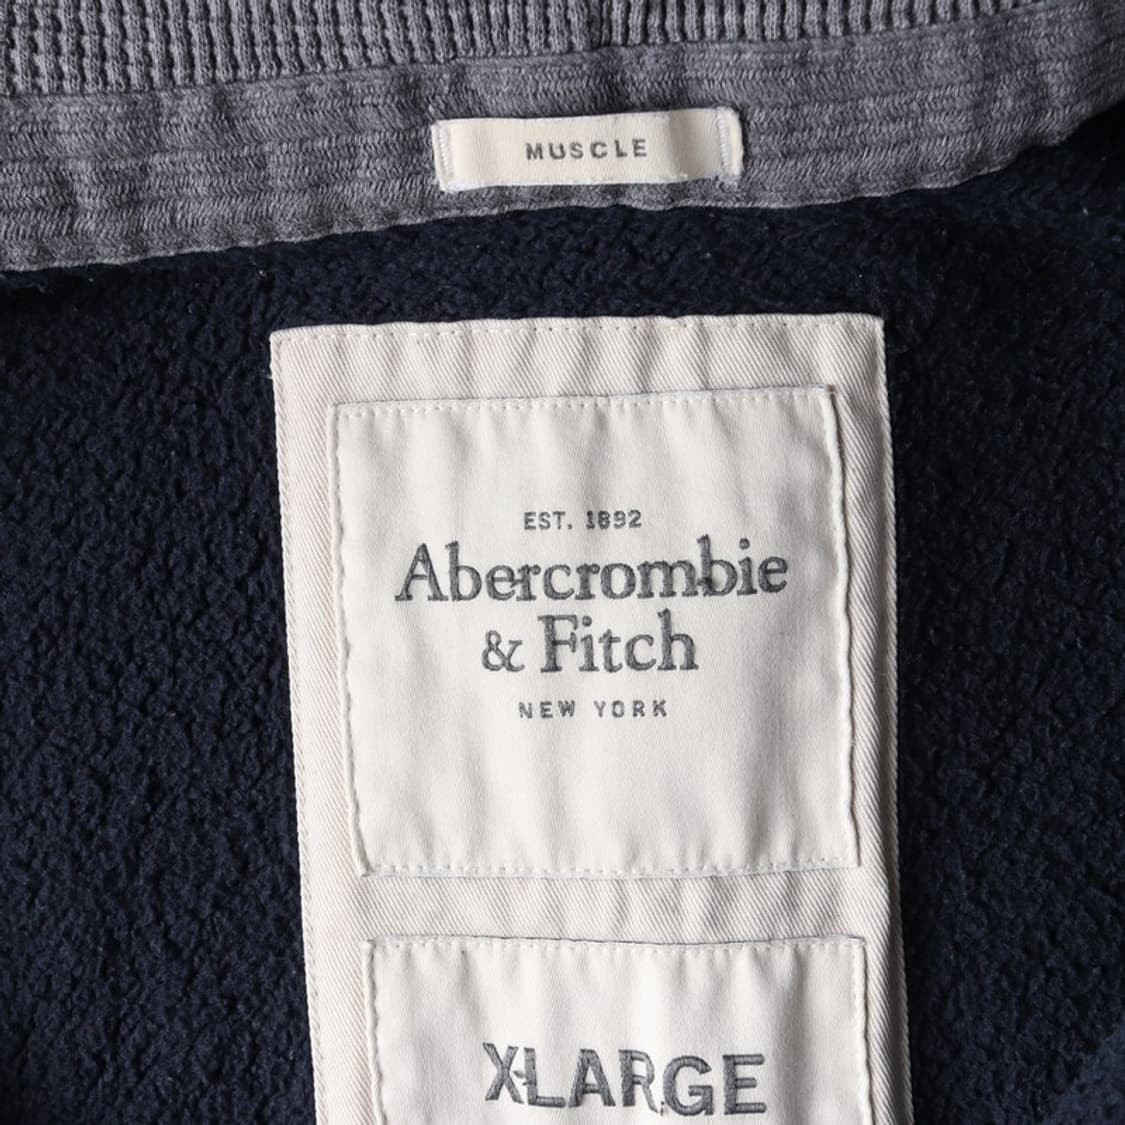 MUSCLE
EST. 1892
Abercrombie
& Fitch
NEW YORK
XLARGE